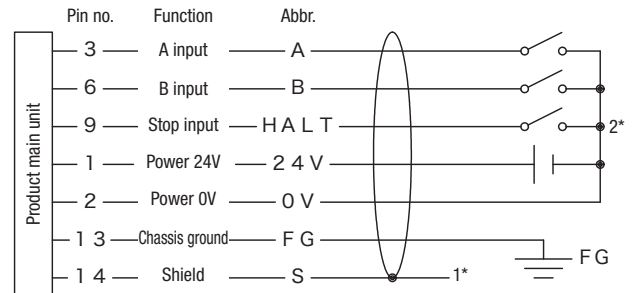 Pin no. Function Abbr.
Product main unit
3 A input A
6 B input B
9 Stop input HALT
2*
1 Power 24V 24V
2 Power 0V 0V
13 Chassis ground FG
FG
14 Shield S 1*